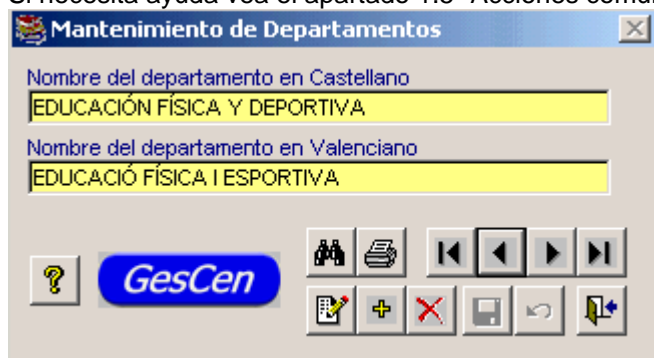 Mantenimiento de Departamentos
Nombre del departamento en Castellano
EDUCACIÓN FÍSICA Y DEPORTIVA
Nombre del departamento en Valenciano
EDUCACIÓ FÍSICA I ESPORTIVA
GesCen